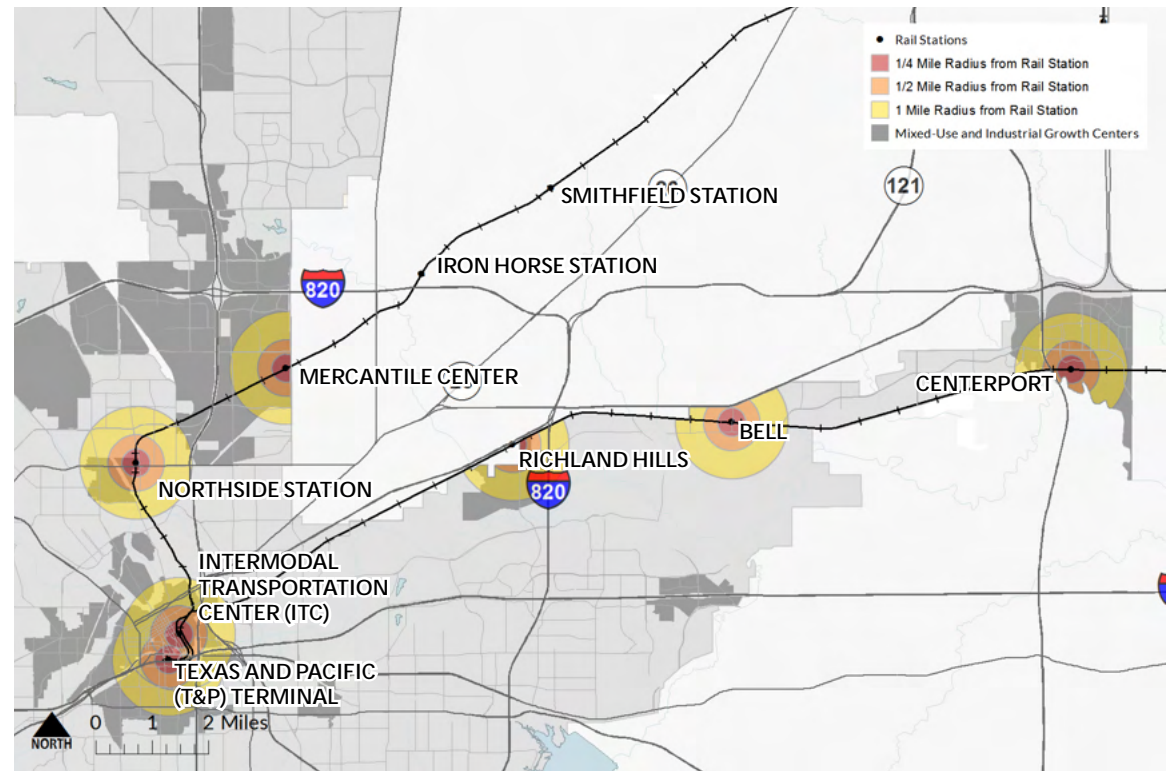 Rail Stations
1/4 Mile Radius from Rail Station
1/2 Mile Radius from Rail Station
1 Mile Radius from Rail Station
Mixed-Use and Industrial Growth Centers
121
SMITHFIELD STATION
IRON HORSE STATION
820
MERCANTILE CENTER
CENTERPORT
BELL
RICHLAND HILLS
820
NORTHSIDE STATION
INTERMODAL
TRANSPORTATION
CENTER (ITC)
TEXAS AND PACIFIC
(T&P) TERMINAL
0 1 2 Miles
NORTH